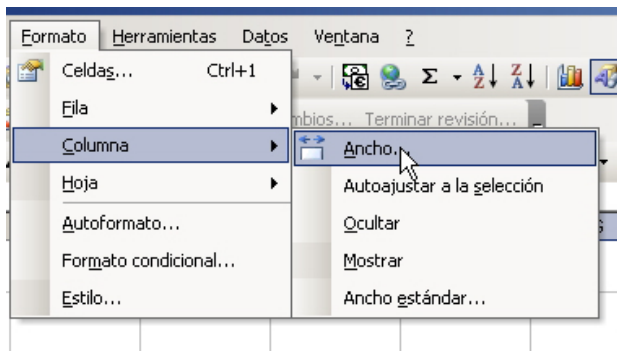 Formato Herramientas Datos Ventana ?
Celdas... Ctrl+1
Fila
mbios... Terminar revisión...
Columna
Ancho...
Hoja
Autoajustar a la selección
Autoformato...
Ocultar
Formato condicional...
Mostrar
Estilo...
Ancho estándar...